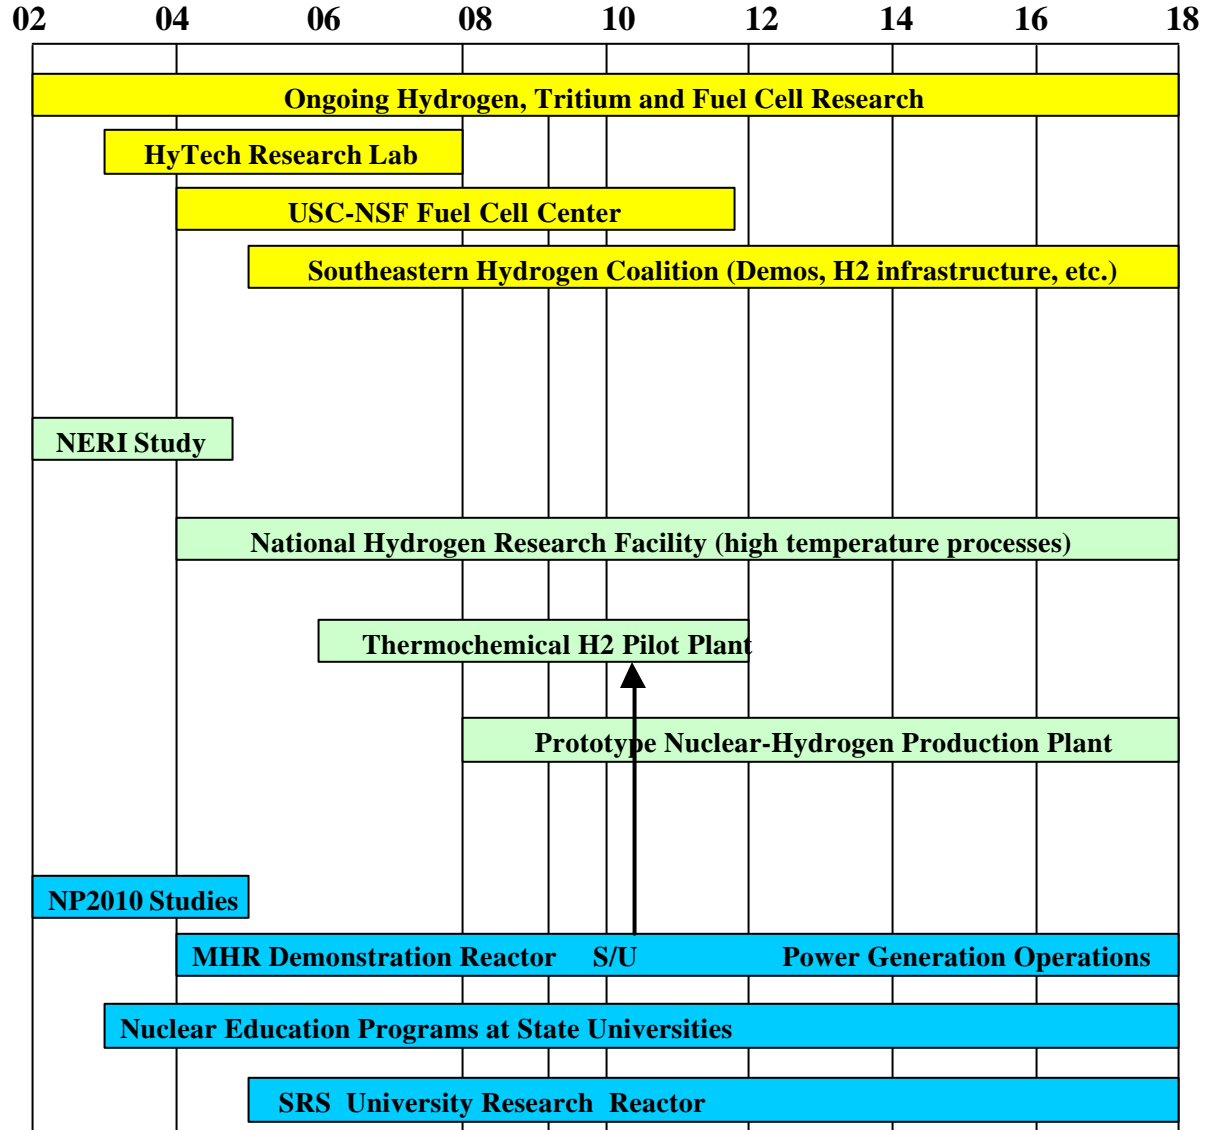 02 04 06 08 10 12 14 16 18
Ongoing Hydrogen, Tritium and Fuel Cell Research
HyTech Research Lab
USC-NSF Fuel Cell Center
Southeastern Hydrogen Coalition (Demos, H2 infrastructure, etc.)
NERI Study
National Hydrogen Research Facility (high temperature processes)
Thermochemical H2 Pilot Plant
Prototype Nuclear-Hydrogen Production Plant
NP2010 Studies
MHR Demonstration Reactor S/U Power Generation Operations
Nuclear Education Programs at State Universities
SRS University Research Reactor